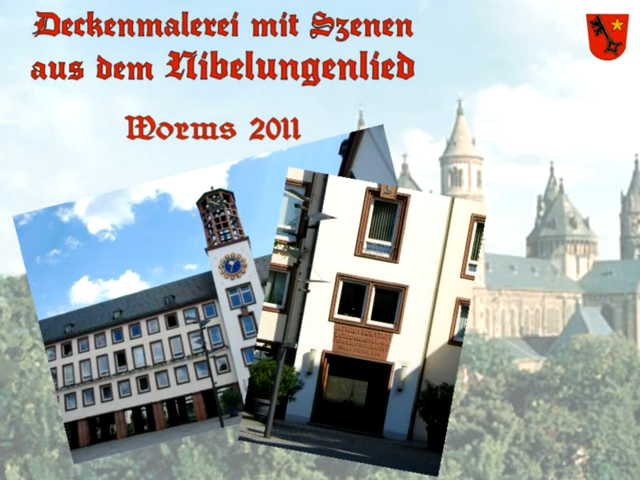 Deckenmalerei mit Szenen
aus dem Nibelungenlied
Worms 2011